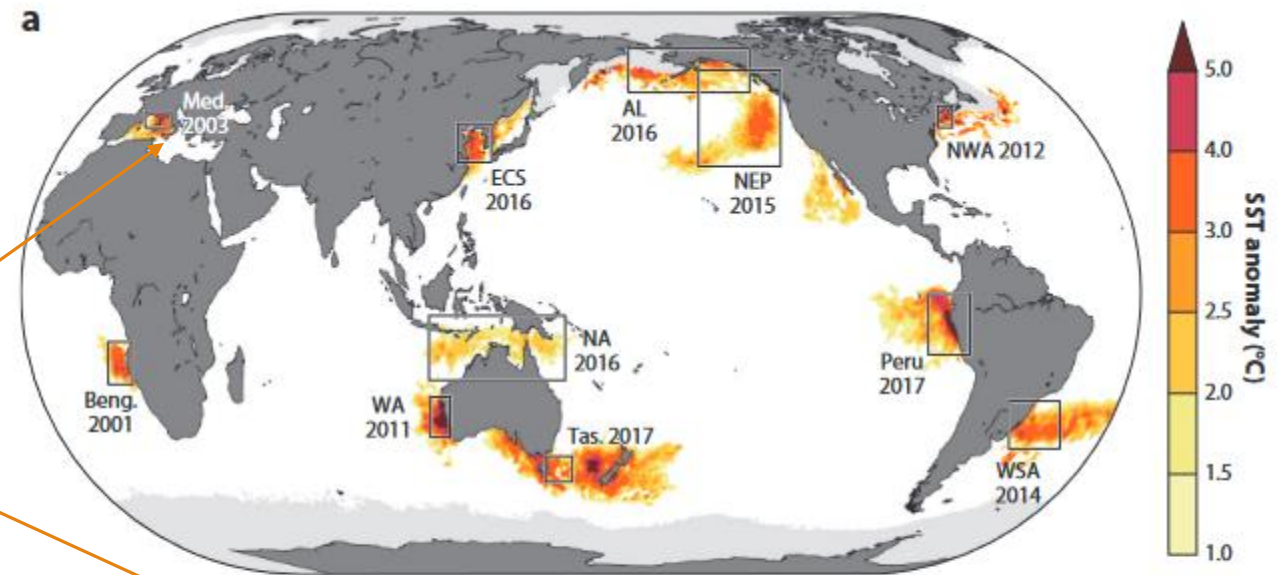 a
Med.
2003
AL
2016
NWA 2012
ECS
2016
NEP
2015
NA
2016
Peru
2017
Beng.
2001
WA
2011
Tas. 2017
WSA
2014
5.0
4.0
3.0
2.5
2.0
1.5
1.0
SST anomaly (°C)